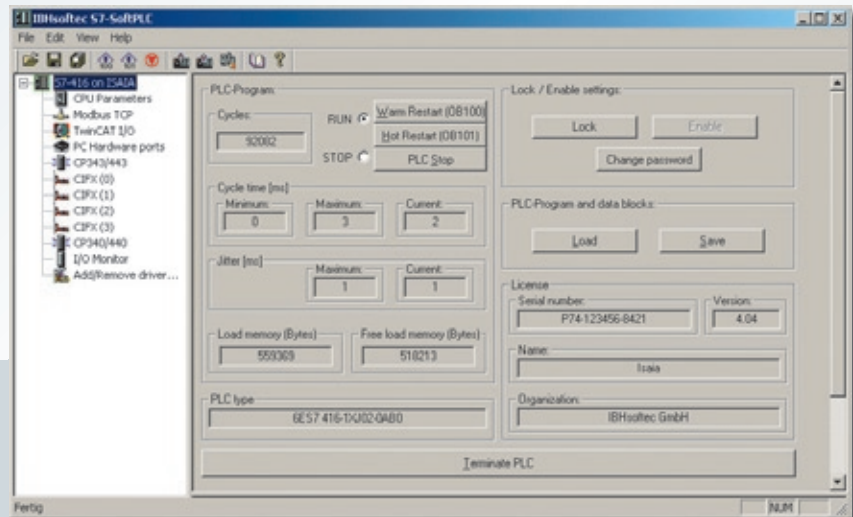 IBHsoftec S7-SoftPLC
File Edit View Help
S7-416 on ISAIA
CPU Parameters
Modbus TCP
TwinCAT I/O
PC Hardware ports
CP343/443
CIFX (0)
CIFX (1)
CIFX (2)
CIFX (3)
CP340/440
I/O Monitor
Add/Remove driver...
PLC-Program:
Cycles:
92082
RUN
STOP
Warm Restart (OB100)
Hot Restart (OB101)
PLC Stop
Cycle time [ms]
Minimum: Maximum: Current:
0 3 2
Jitter [ms]
Maximum: Current:
1 1
Load memory (Bytes) Free load memory (Bytes)
559369 518213
PLC type
6ES7 416-1XJ02-0AB0
Lock / Enable settings:
Lock Enable
Change password
PLC-Program and data blocks:
Load Save
License
Serial number: Version:
P74-123456-8421 4.04
Name:
Isaia
Organization:
IBHsoftec GmbH
Terminate PLC
Fertig NUM